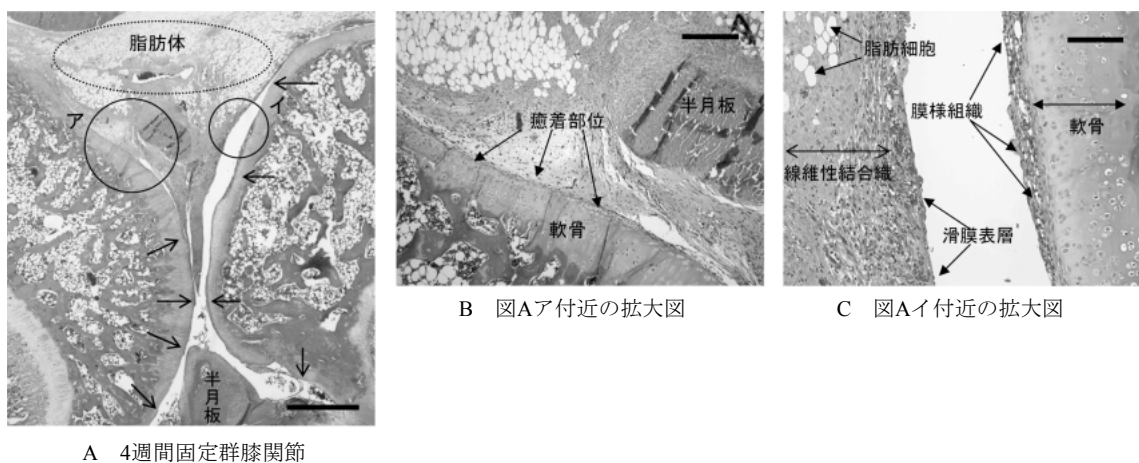 脂肪体
ア
イ
半月板
A 4週間固定群膝関節
半月板
癒着部位
軟骨
B 図Aア付近の拡大図
脂肪細胞
膜様組織
軟骨
線維性結合織
滑膜表層
C 図Aイ付近の拡大図